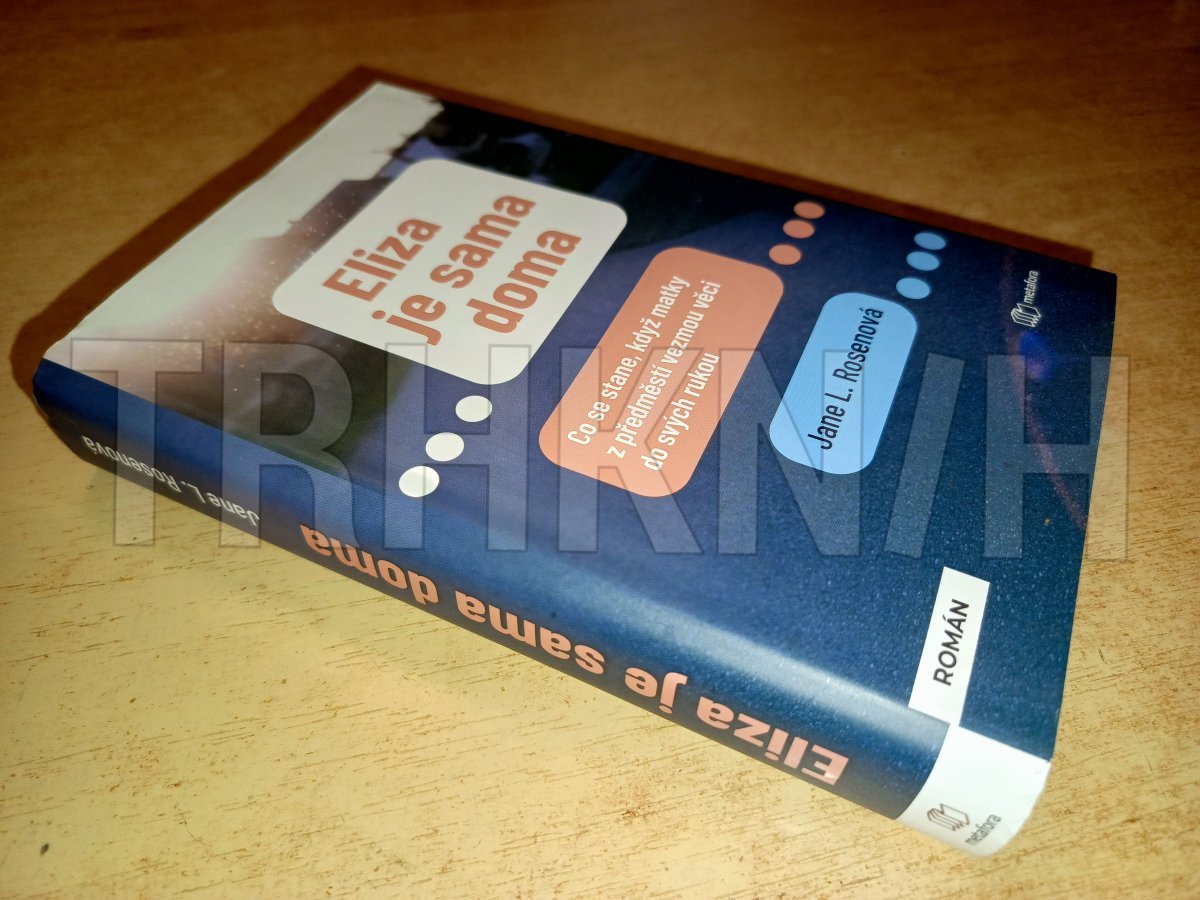 Eliza
je sama
doma
Co se stane, když matky
z předměstí vezmou věci
do svých rukou
Jane L. Rosenová
metafora
ROMÁN
Jane L. Rosenová
Eliza je sama doma
metafora
TRHKNIH